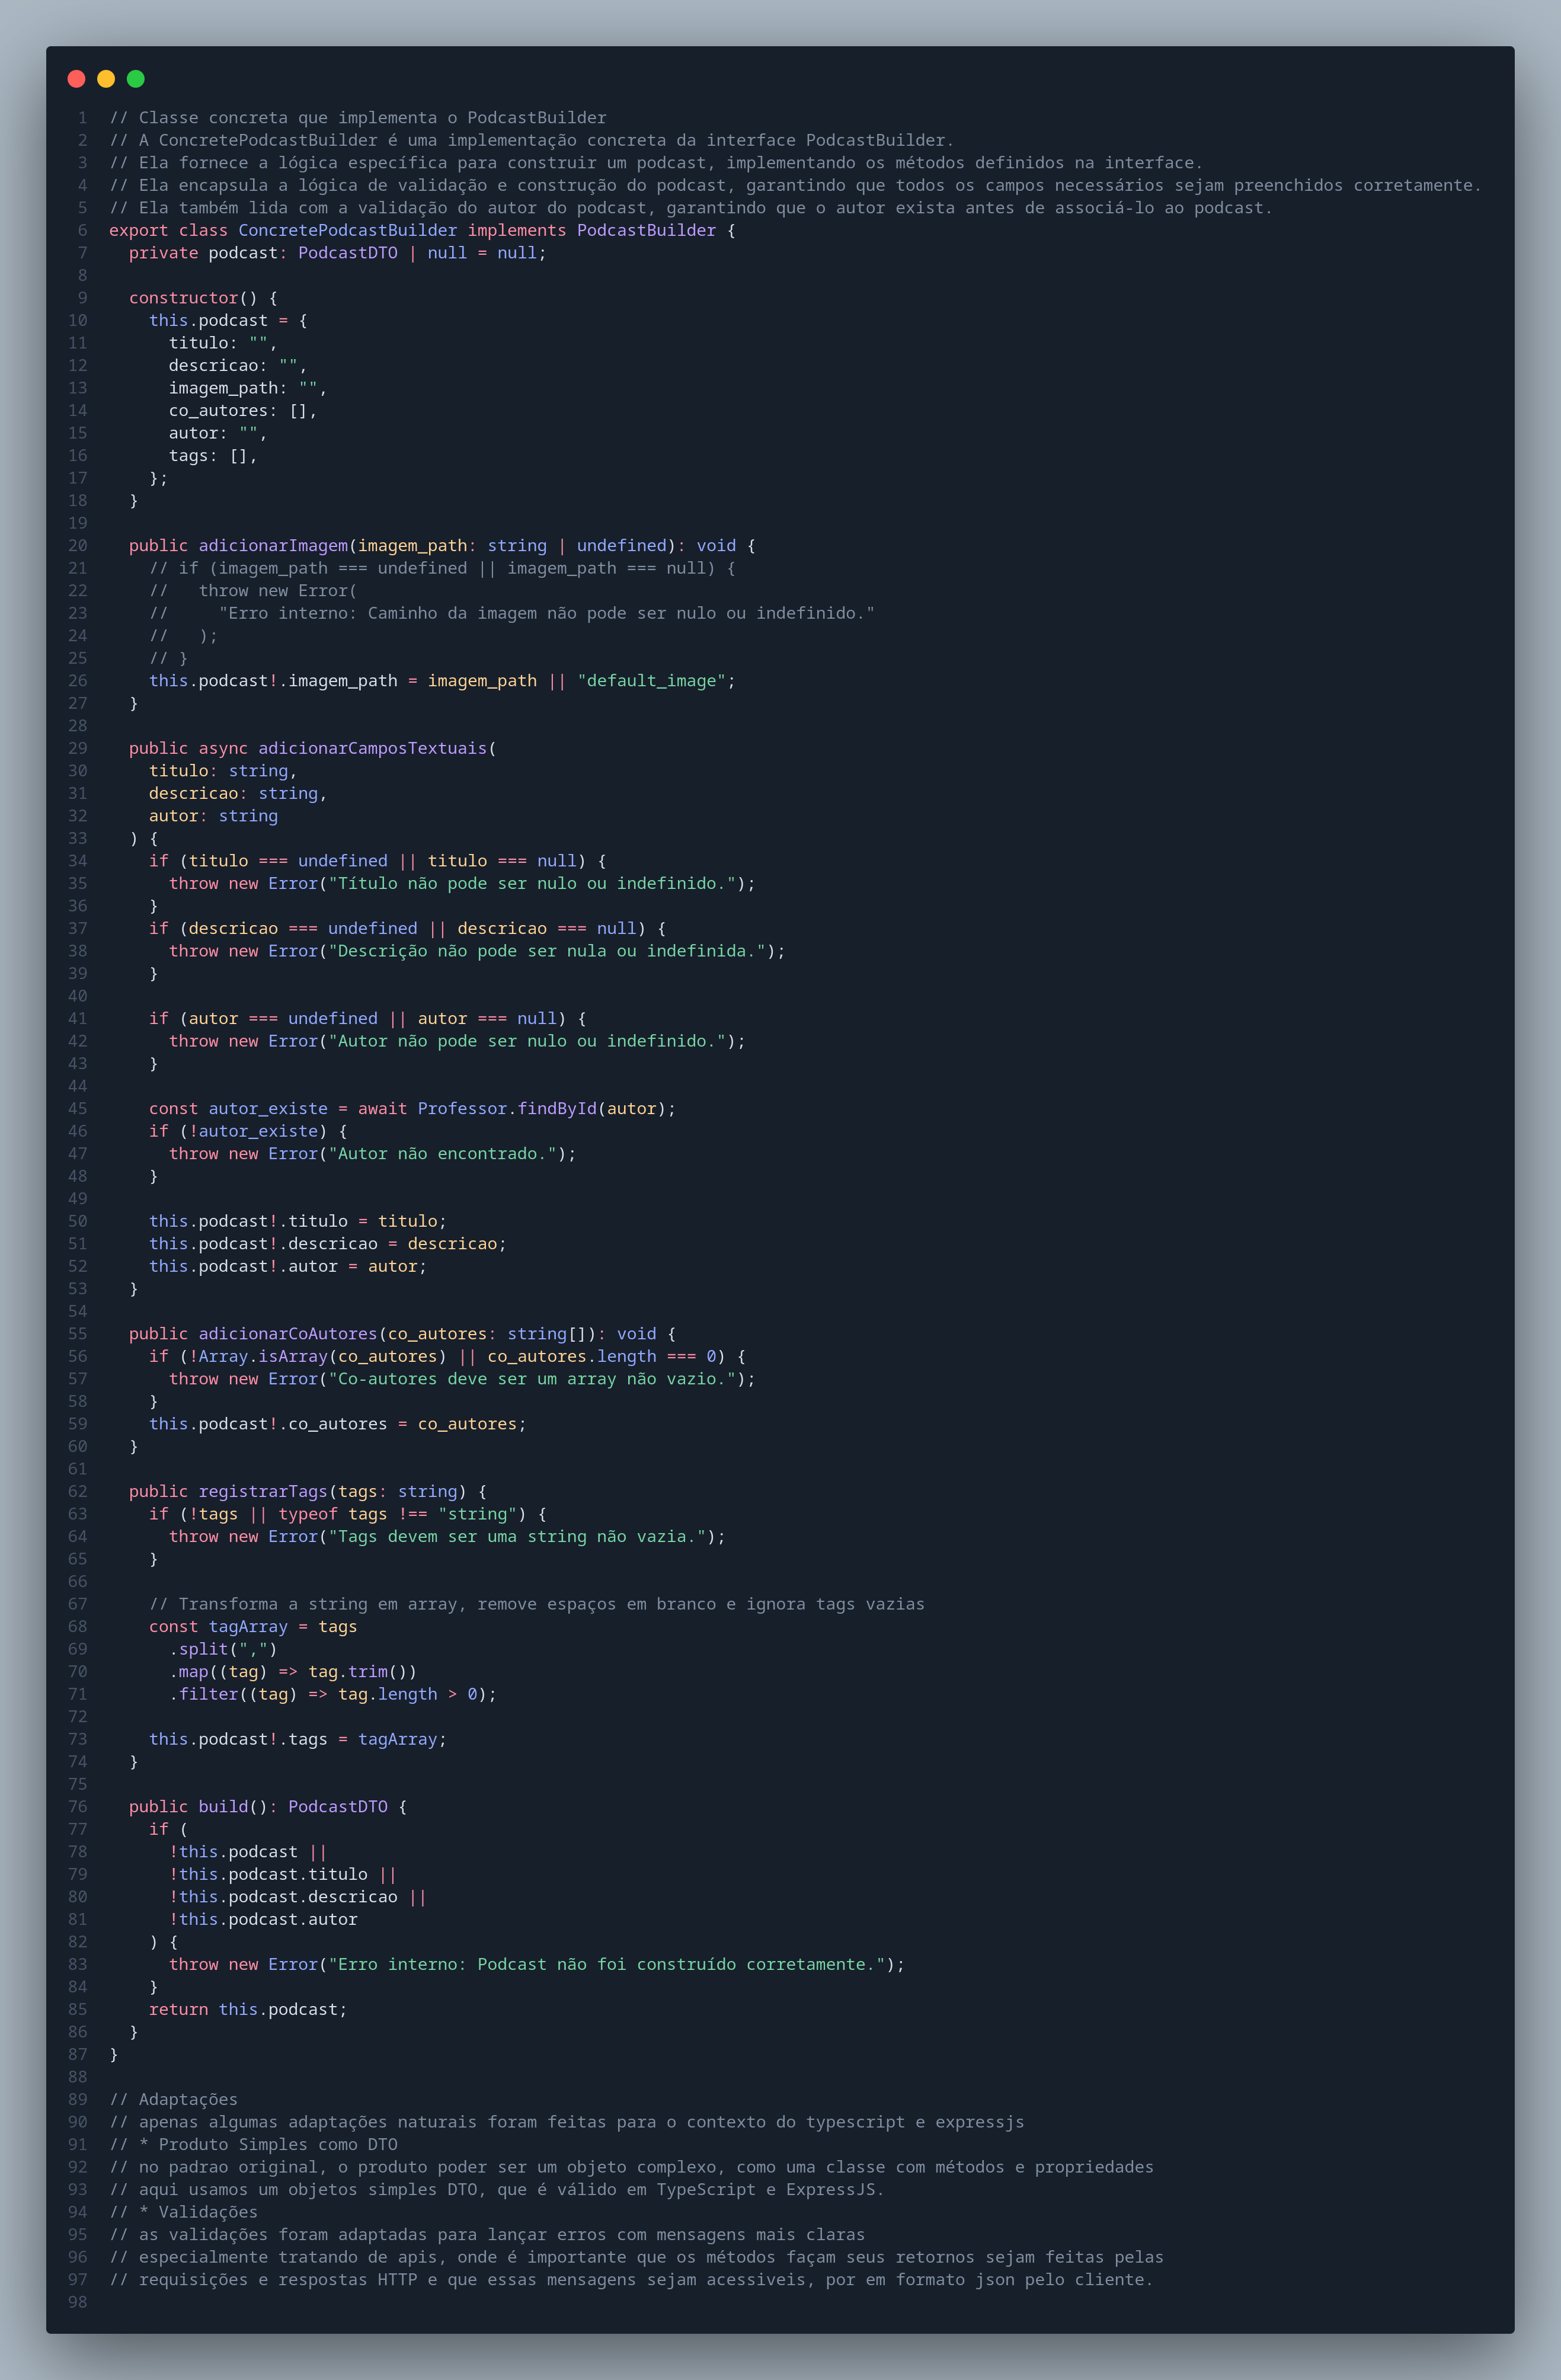 1 // Classe concreta que implementa o PodcastBuilder
2 // A ConcretePodcastBuilder é uma implementação concreta da interface PodcastBuilder.
3 // Ela fornece a lógica específica para construir um podcast, implementando os métodos definidos na interface.
4 // Ela encapsula a lógica de validação e construção do podcast, garantindo que todos os campos necessários sejam preenchidos corretamente.
5 // Ela também lida com a validação do autor do podcast, garantindo que o autor exista antes de associá-lo ao podcast.
6 export class ConcretePodcastBuilder implements PodcastBuilder {
7   private podcast: PodcastDTO | null = null;
8
9   constructor() {
10     this.podcast = {
11       titulo: "",
12       descricao: "",
13       imagem_path: "",
14       co_autores: [],
15       autor: "",
16       tags: [],
17     };
18   }
19
20   public adicionarImagem(imagem_path: string | undefined): void {
21     // if (imagem_path === undefined || imagem_path === null) {
22     //   throw new Error(
23     //     "Erro interno: Caminho da imagem não pode ser nulo ou indefinido."
24     //   );
25     // }
26     this.podcast!.imagem_path = imagem_path || "default_image";
27   }
28
29   public async adicionarCamposTextuais(
30     titulo: string,
31     descricao: string,
32     autor: string
33   ) {
34     if (titulo === undefined || titulo === null) {
35       throw new Error("Título não pode ser nulo ou indefinido.");
36     }
37     if (descricao === undefined || descricao === null) {
38       throw new Error("Descrição não pode ser nula ou indefinida.");
39     }
40
41     if (autor === undefined || autor === null) {
42       throw new Error("Autor não pode ser nulo ou indefinido.");
43     }
44
45     const autor_existe = await Professor.findById(autor);
46     if (!autor_existe) {
47       throw new Error("Autor não encontrado.");
48     }
49
50     this.podcast!.titulo = titulo;
51     this.podcast!.descricao = descricao;
52     this.podcast!.autor = autor;
53   }
54
55   public adicionarCoAutores(co_autores: string[]): void {
56     if (!Array.isArray(co_autores) || co_autores.length === 0) {
57       throw new Error("Co-autores deve ser um array não vazio.");
58     }
59     this.podcast!.co_autores = co_autores;
60   }
61
62   public registrarTags(tags: string) {
63     if (!tags || typeof tags !== "string") {
64       throw new Error("Tags devem ser uma string não vazia.");
65     }
66
67     // Transforma a string em array, remove espaços em branco e ignora tags vazias
68     const tagArray = tags
69       .split(",")
70       .map((tag) => tag.trim())
71       .filter((tag) => tag.length > 0);
72
73     this.podcast!.tags = tagArray;
74   }
75
76   public build(): PodcastDTO {
77     if (
78       !this.podcast ||
79       !this.podcast.titulo ||
80       !this.podcast.descricao ||
81       !this.podcast.autor
82     ) {
83       throw new Error("Erro interno: Podcast não foi construído corretamente.");
84     }
85     return this.podcast;
86   }
87 }
88
89 // Adaptações
90 // apenas algumas adaptações naturais foram feitas para o contexto do typescript e expressjs
91 // * Produto Simples como DTO
92 // no padrao original, o produto poder ser um objeto complexo, como uma classe com métodos e propriedades
93 // aqui usamos um objetos simples DTO, que é válido em TypeScript e ExpressJS.
94 // * Validações
95 // as validações foram adaptadas para lançar erros com mensagens mais claras
96 // especialmente tratando de apis, onde é importante que os métodos façam seus retornos sejam feitas pelas
97 // requisições e respostas HTTP e que essas mensagens sejam acessiveis, por em formato json pelo cliente.
98